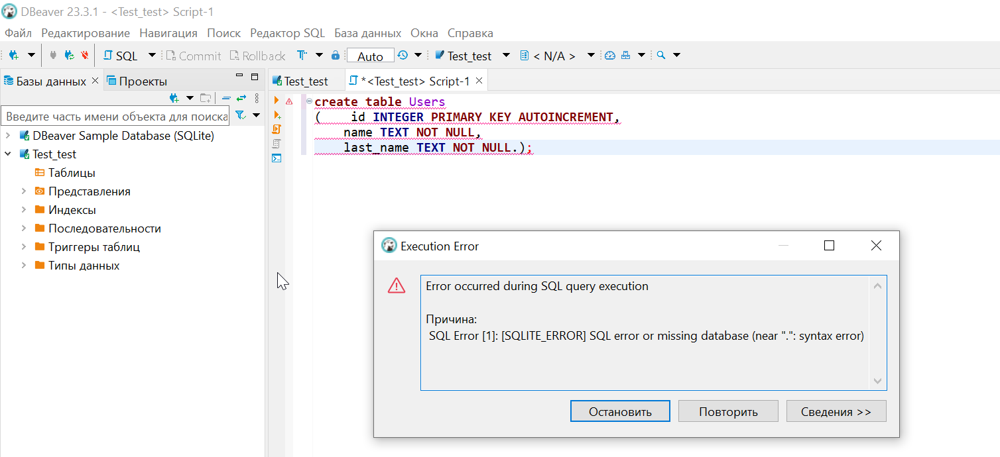 DBeaver 23.3.1 - <Test_test> Script-1
Файл Редактирование Навигация Поиск Редактор SQL База данных Окна Справка
SQL Commit Rollback Auto Test_test < N/A >
Базы данных Проекты
Test_test *<Test_test> Script-1
Введите часть имени объекта для поиска
DBeaver Sample Database (SQLite)
Test_test
Таблицы
Представления
Индексы
Последовательности
Триггеры таблиц
Типы данных
create table Users
(    id INTEGER PRIMARY KEY AUTOINCREMENT,
    name TEXT NOT NULL,
    last_name TEXT NOT NULL.);
Execution Error
Error occurred during SQL query execution
Причина:
SQL Error [1]: [SQLITE_ERROR] SQL error or missing database (near ".": syntax error)
Остановить Повторить Сведения >>